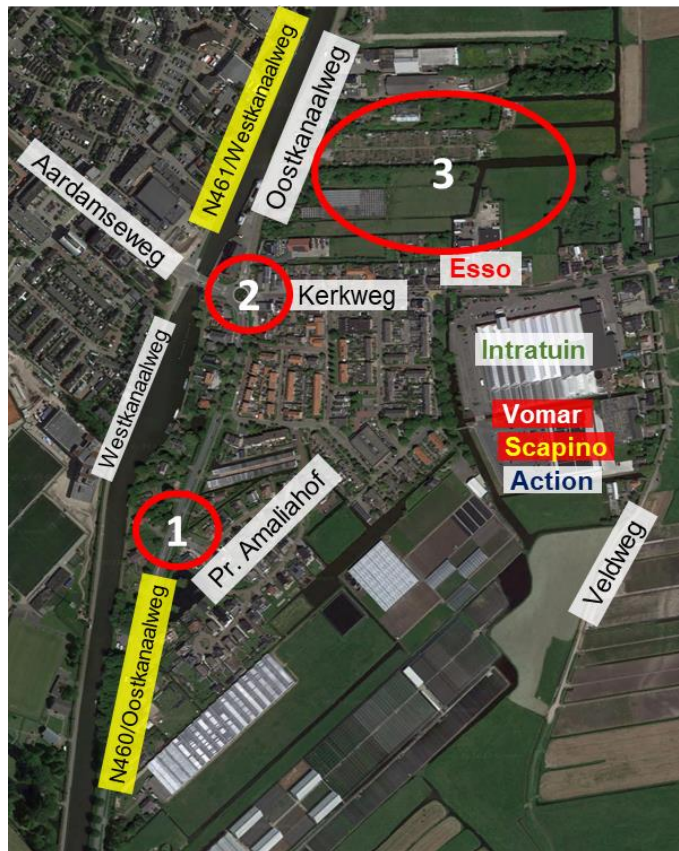 N461/Westkanaalweg
Oostkanaalweg
Aardamseweg
3
Esso
2
Kerkweg
Westkanaalweg
Intratuin
Vomar
Scapino
Action
1
Pr. Amaliahof
Veldweg
N460/Oostkanaalweg